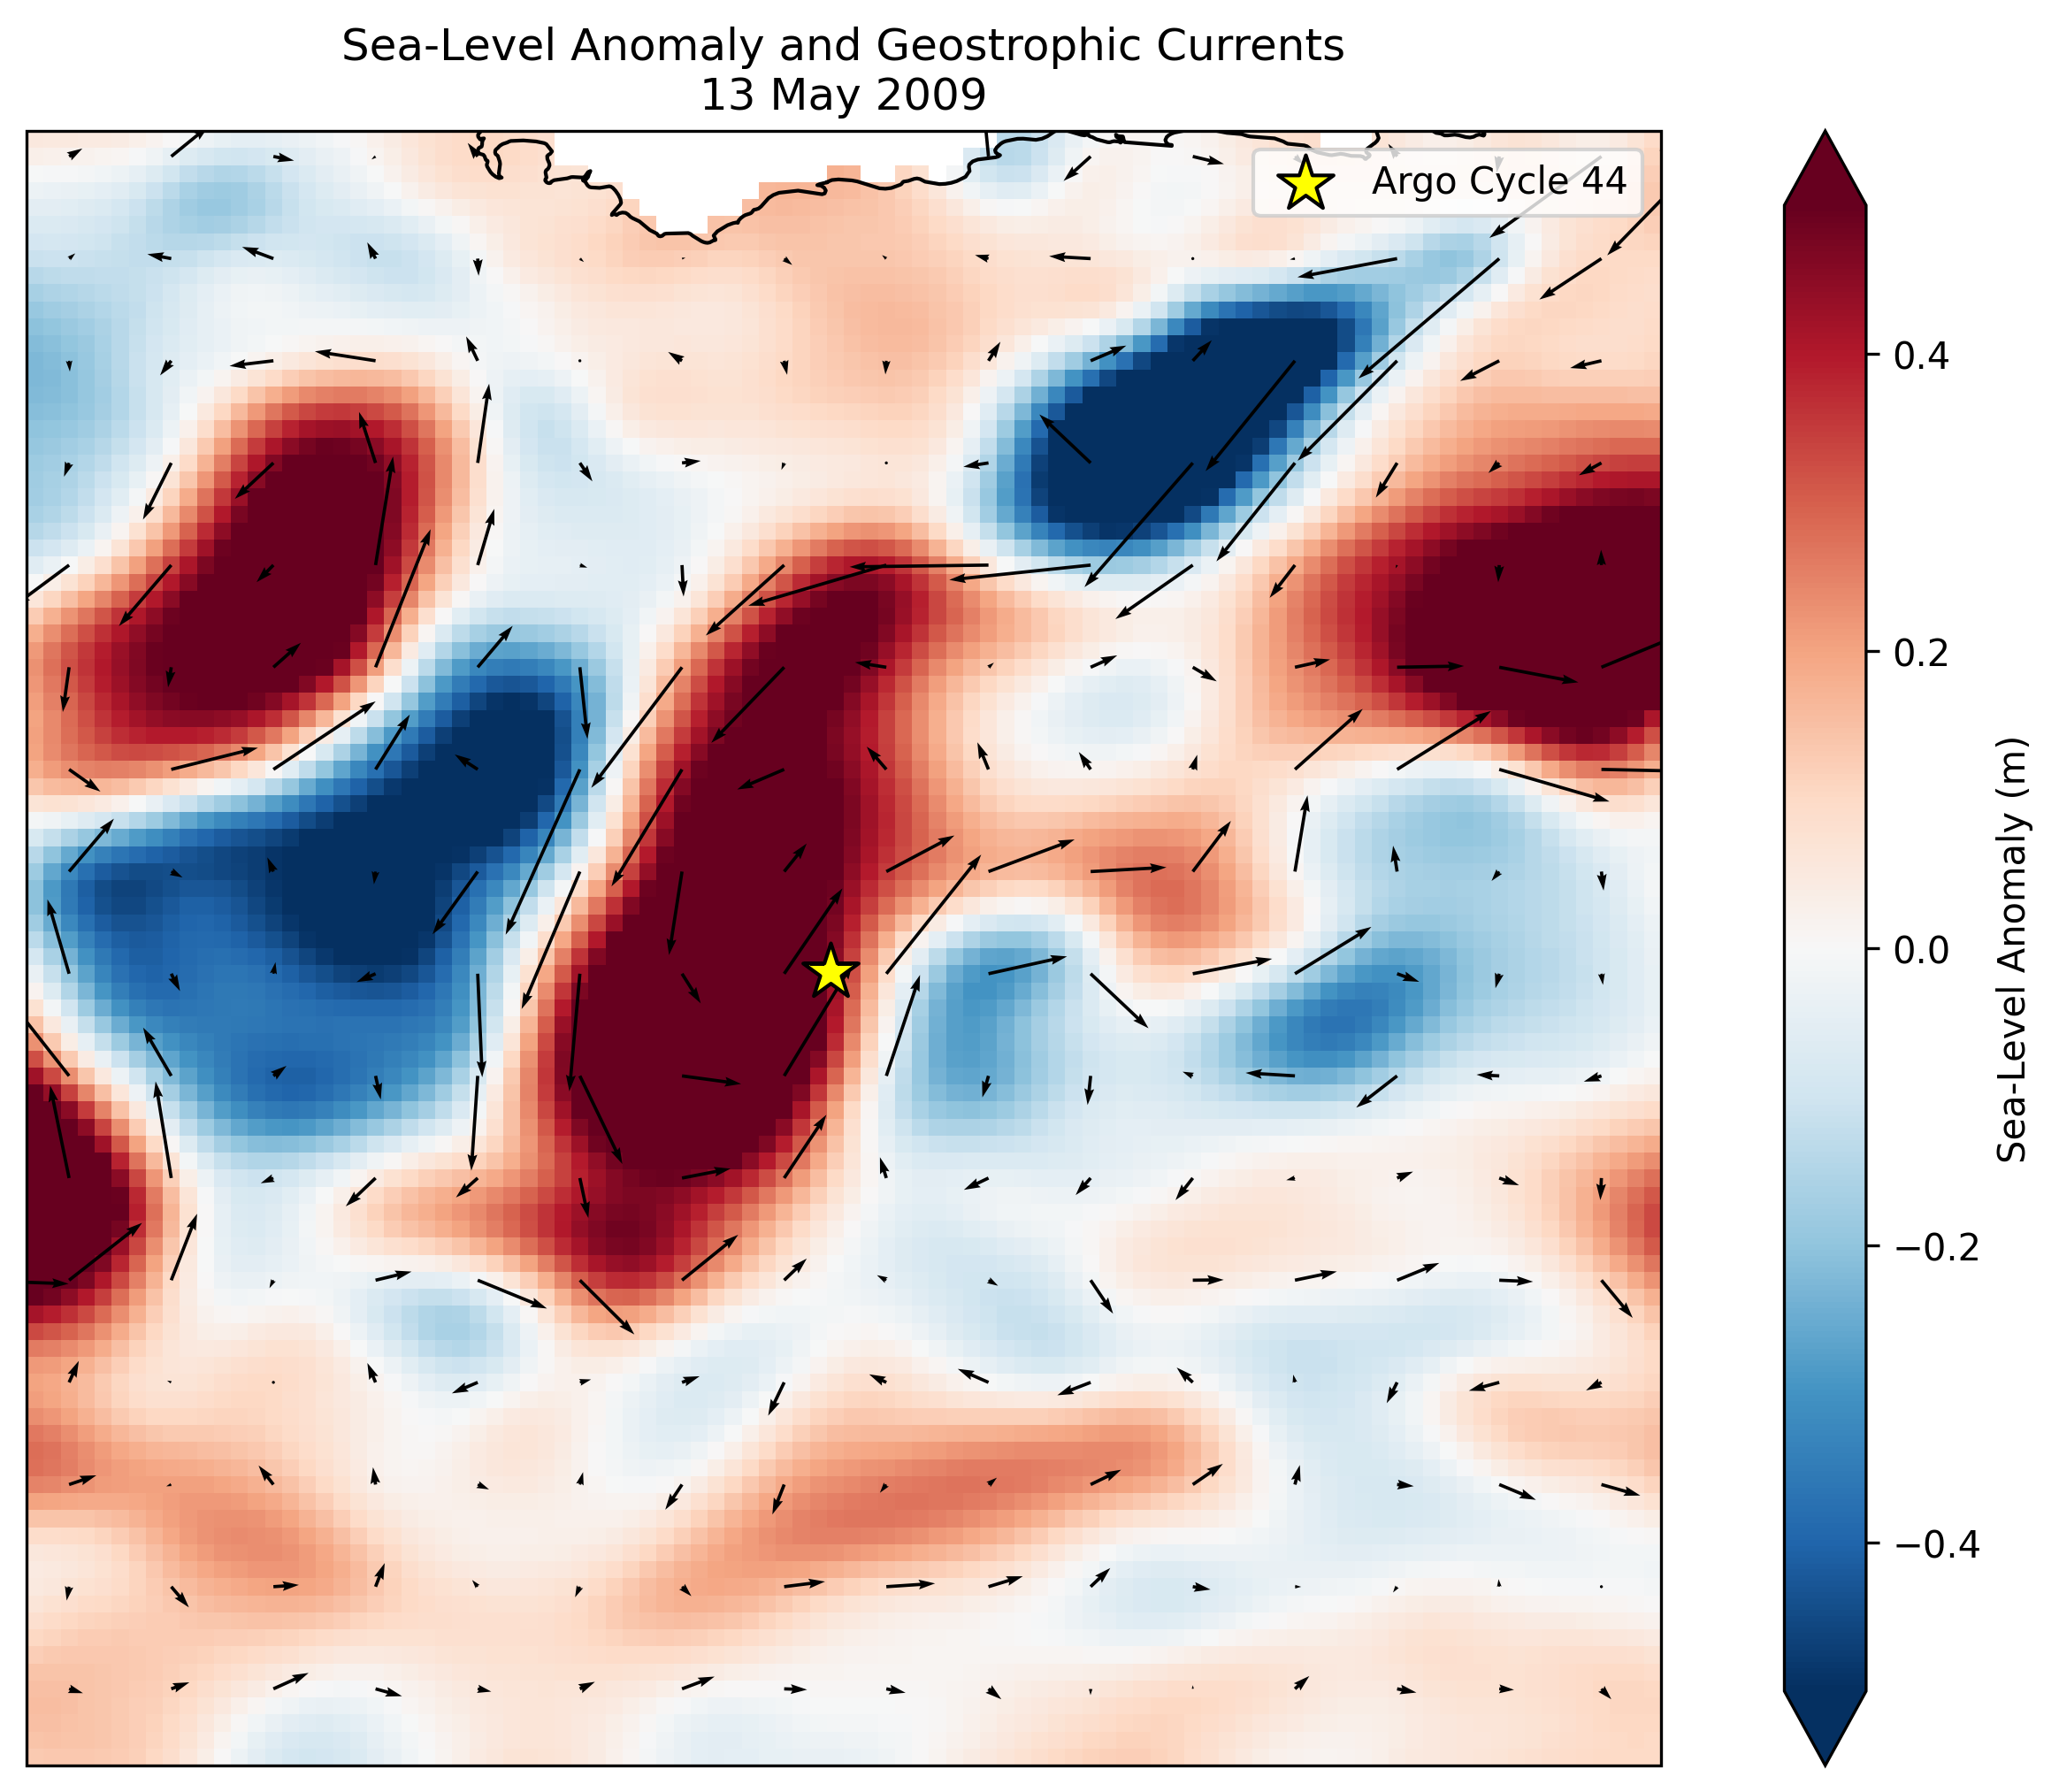 Sea-Level Anomaly and Geostrophic Currents
13 May 2009
Argo Cycle 44
0.4
0.2
0.0
−0.2
−0.4
Sea-Level Anomaly (m)